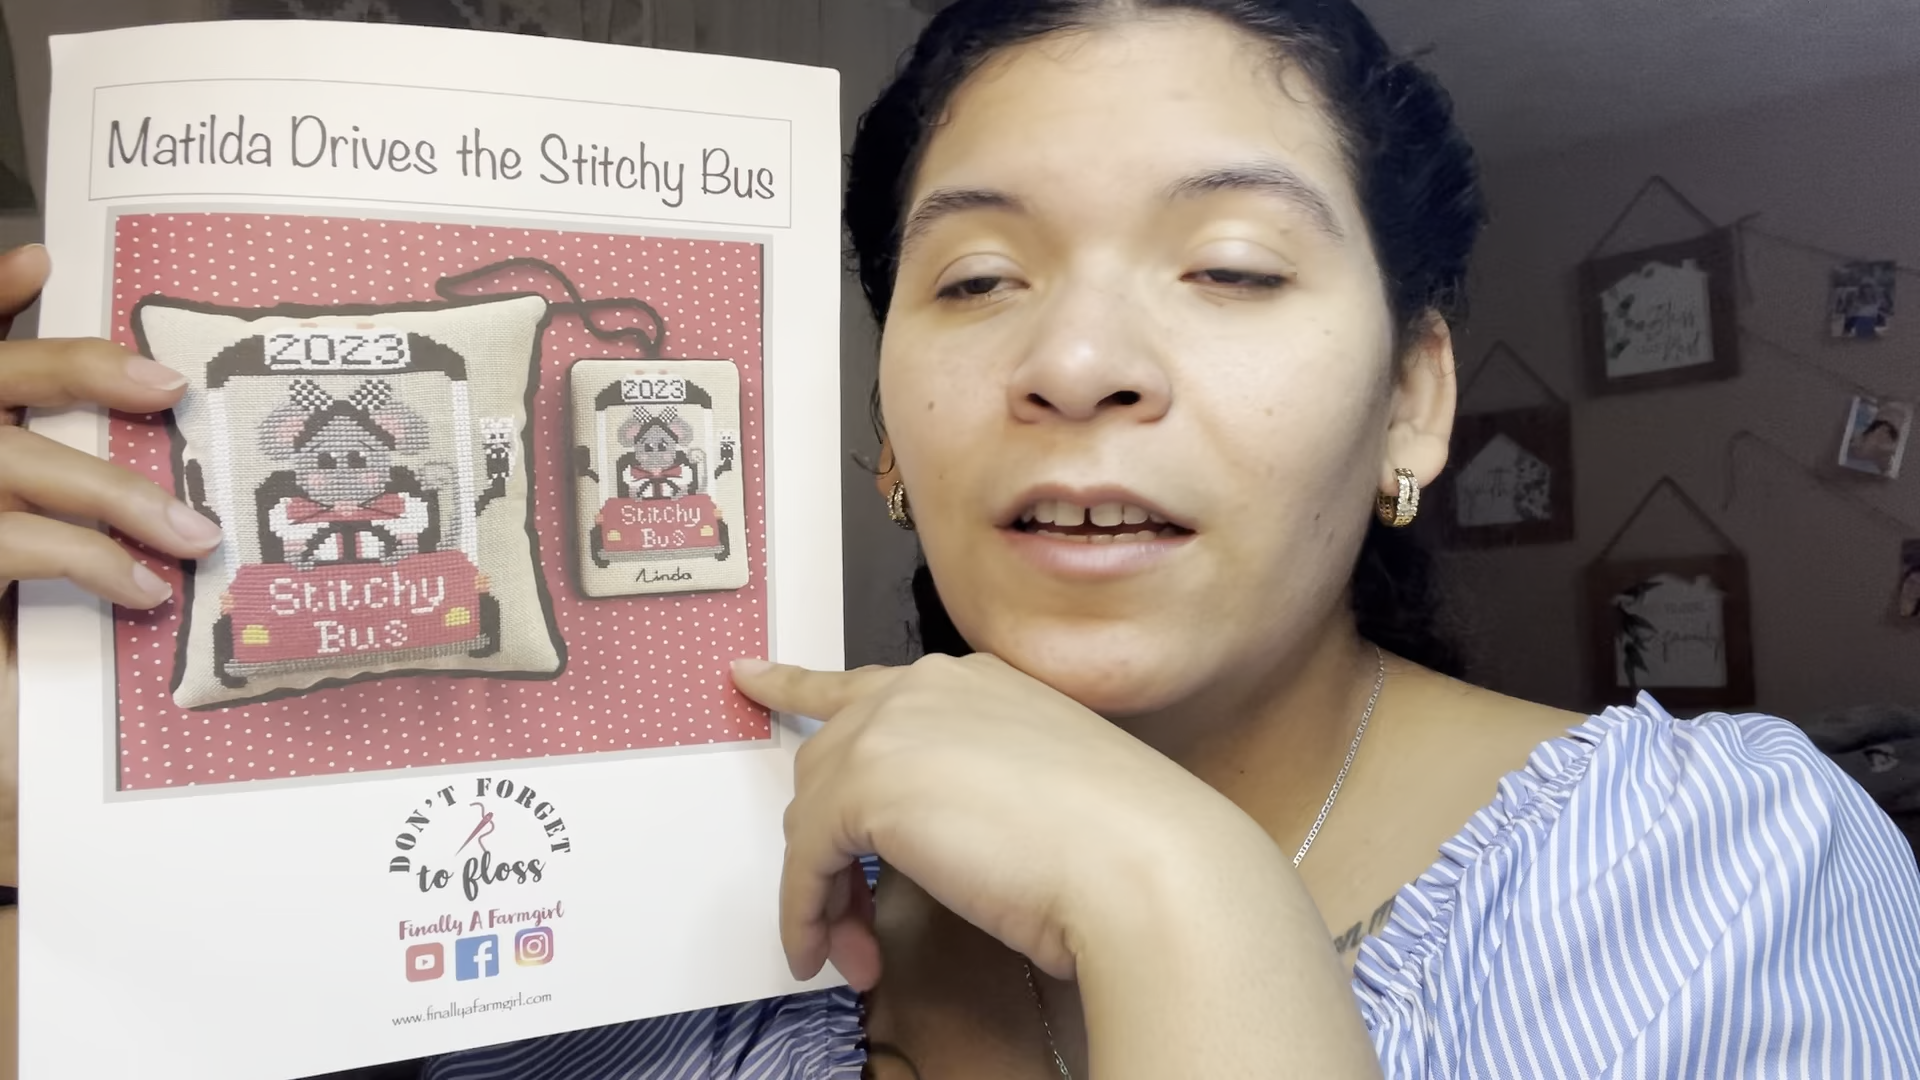 Matilda Drives the Stitchy Bus
2023
Stitchy
Bus
2023
Stitchy
Bus
Linda
DON'T FORGET
to floss
Finally A Farmgirl
www.finallyafarmgirl.com
family